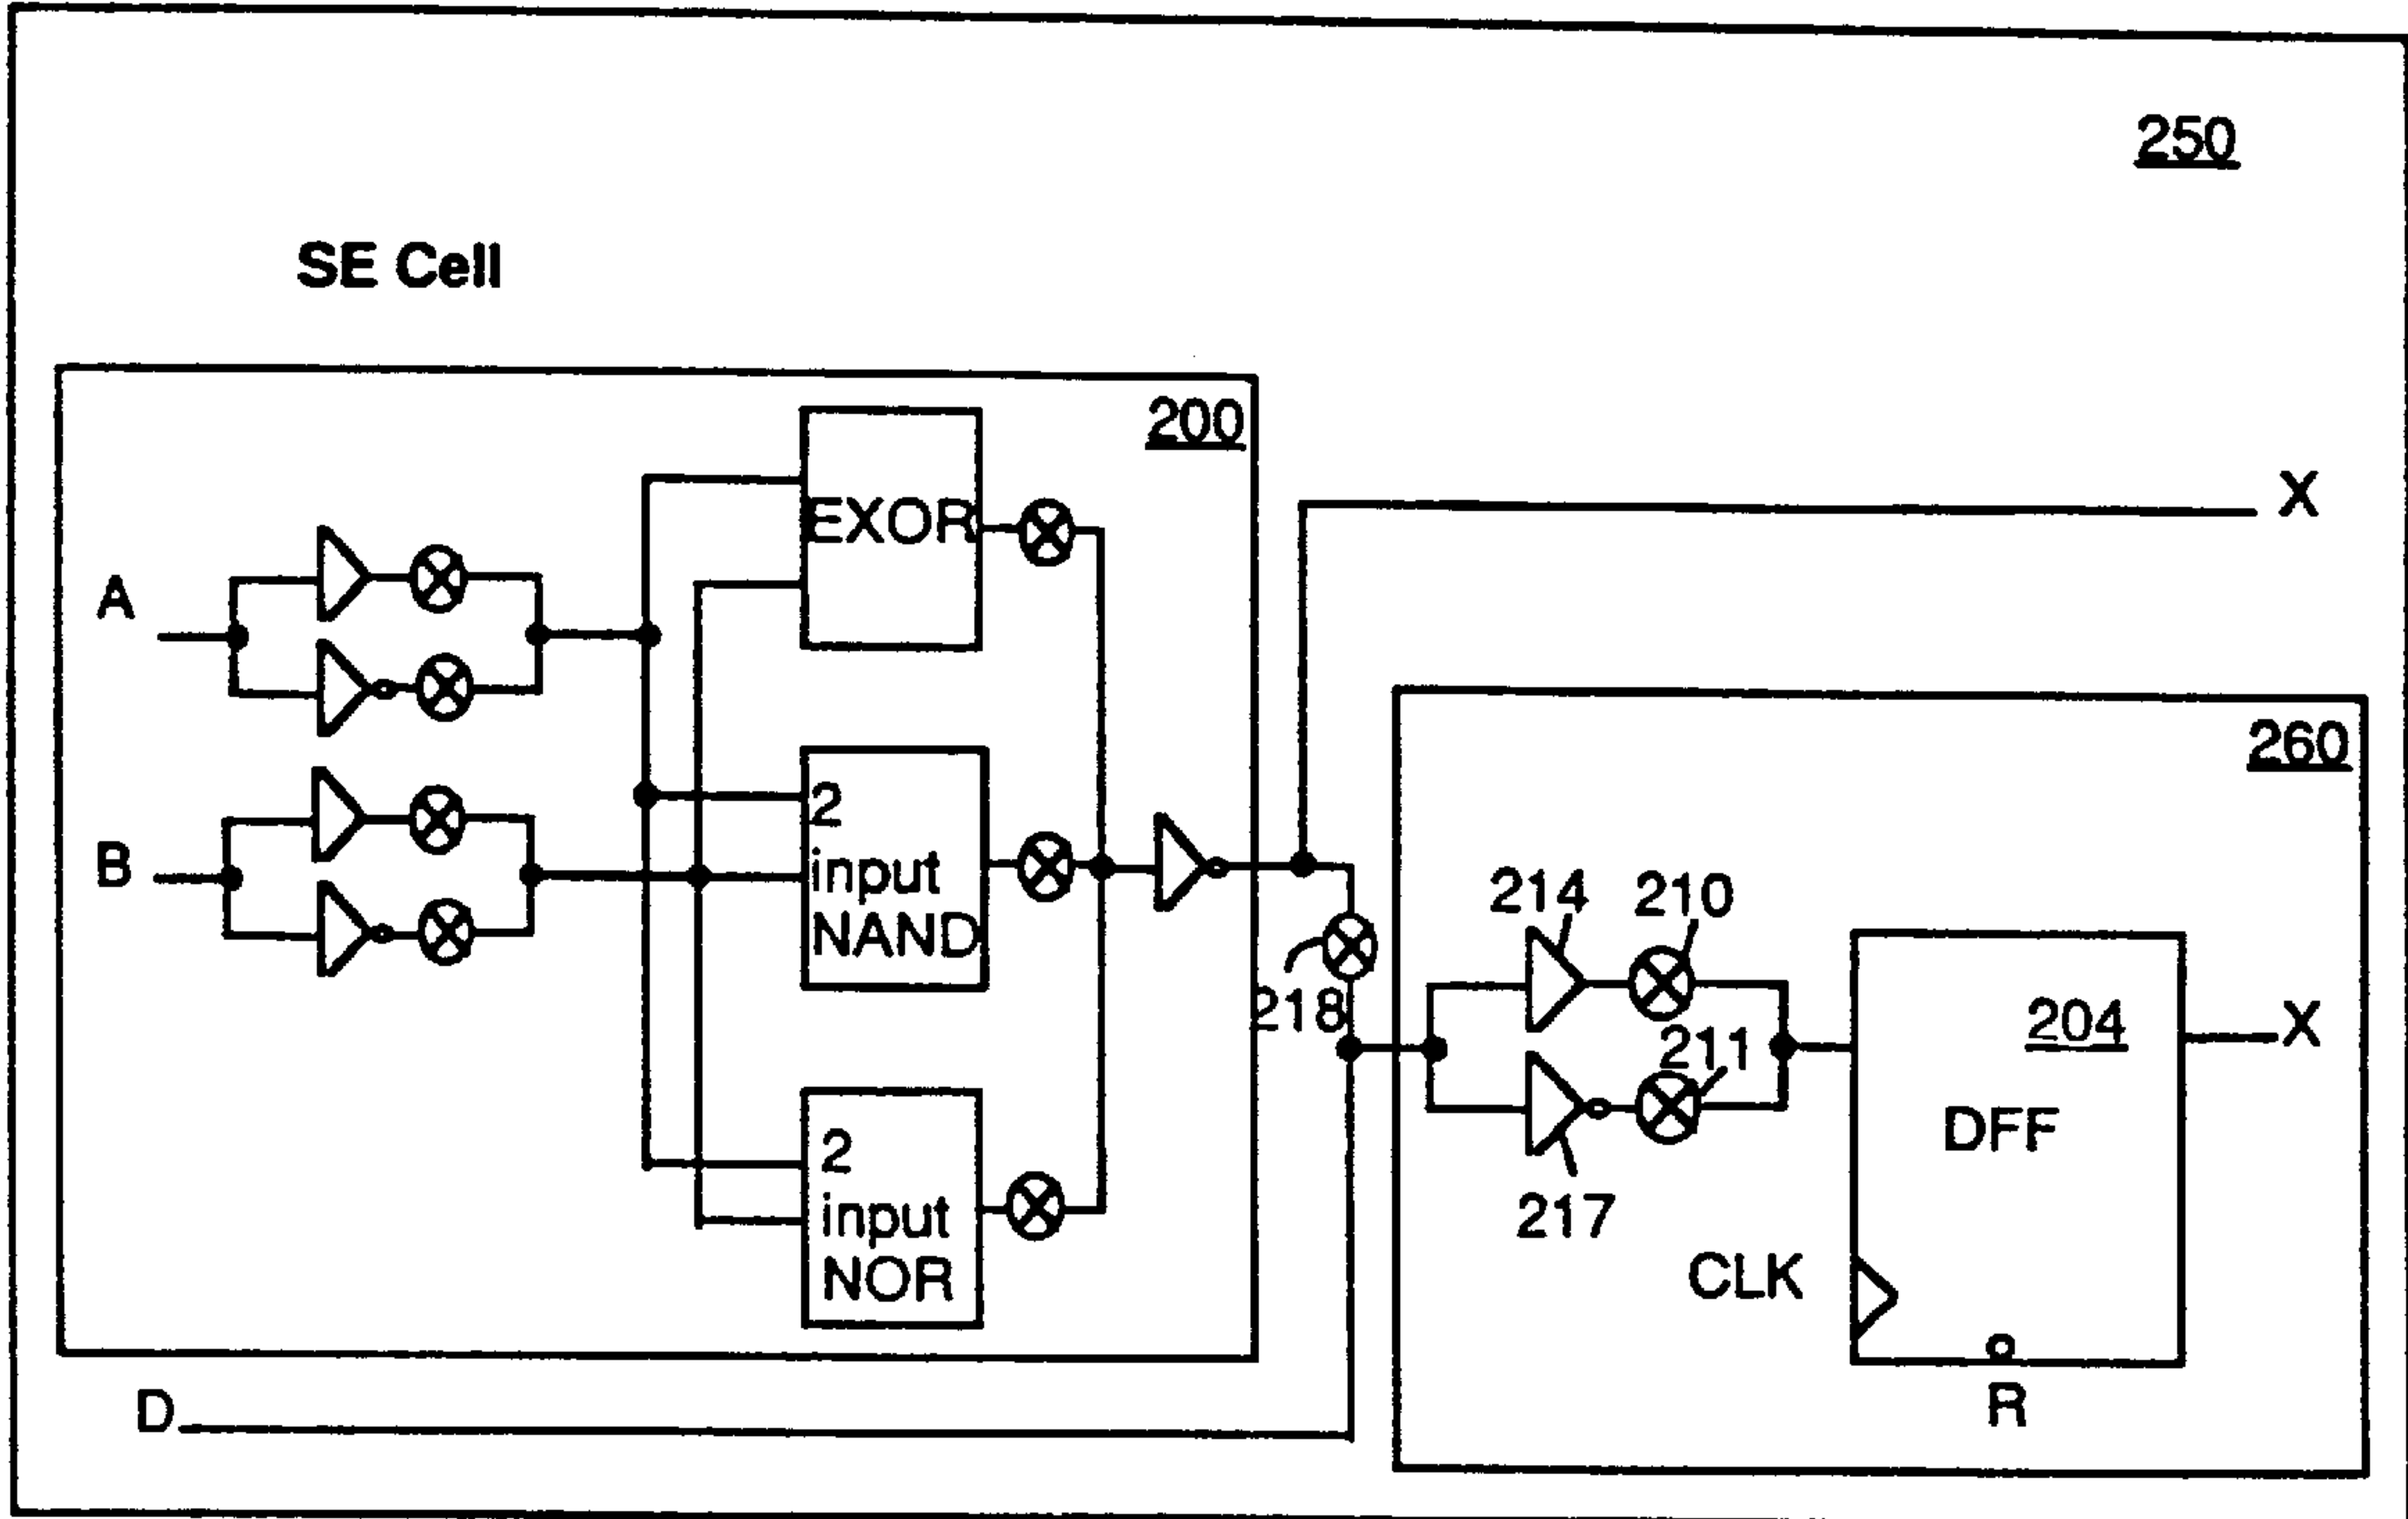 250
SE Cell
200
EXOR
X
A
260
2
input
NAND
B
214
210
218
204
X
211
DFF
2
input
NOR
217
CLK
D
R